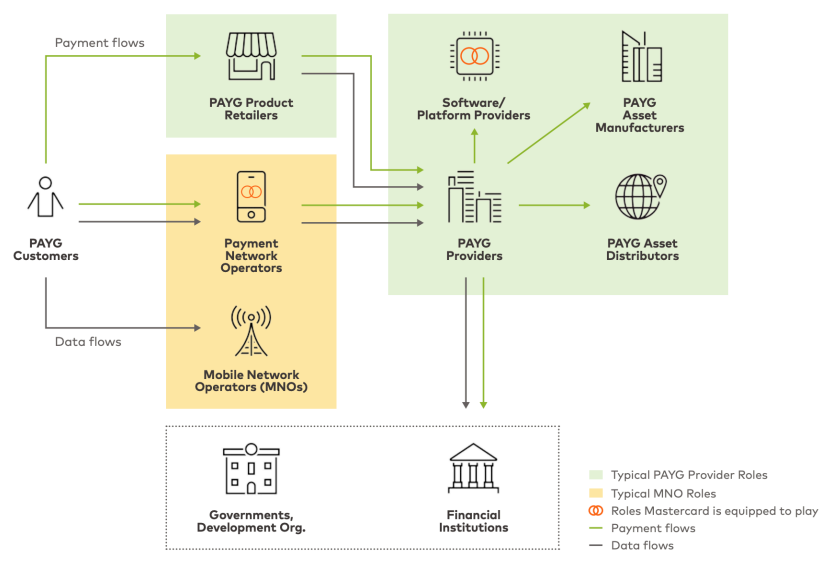 Payment flows
PAYG Product
Retailers
Software/
Platform Providers
PAYG
Asset
Manufacturers
PAYG
Customers
Payment
Network
Operators
PAYG
Providers
PAYG Asset
Distributors
Data flows
Mobile Network
Operators (MNOs)
Governments,
Development Org.
Financial
Institutions
Typical PAYG Provider Roles
Typical MNO Roles
Roles Mastercard is equipped to play
Payment flows
Data flows